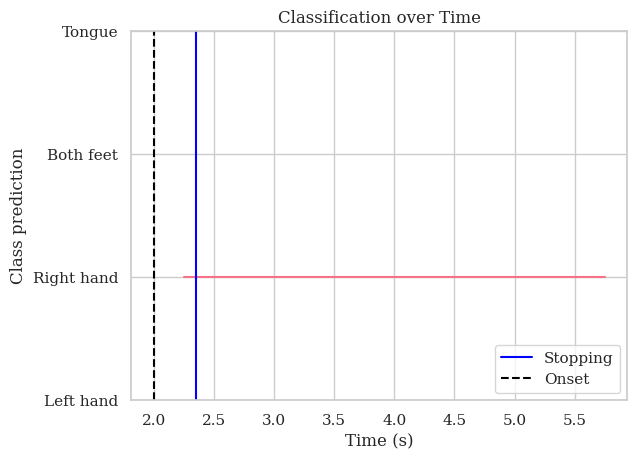 Classification over Time
Tongue
Both feet
Right hand
Left hand
Class prediction
Stopping
Onset
2.0 2.5 3.0 3.5 4.0 4.5 5.0 5.5
Time (s)